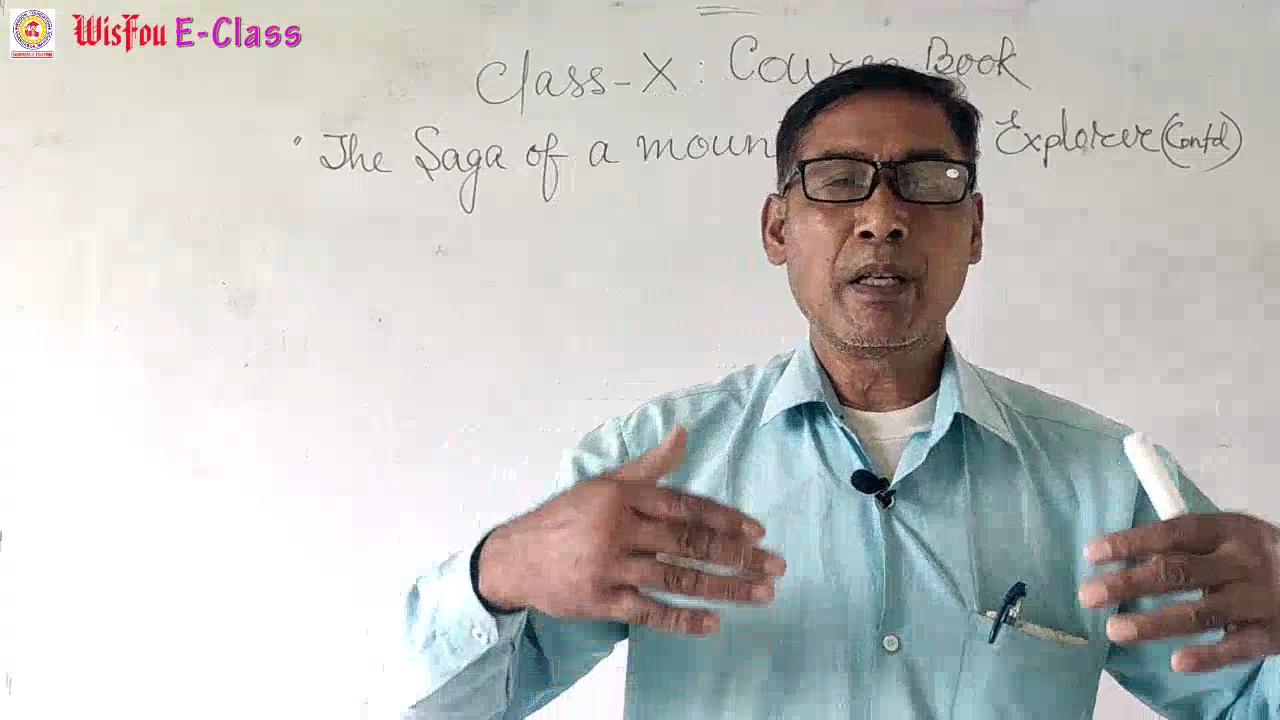 WisFou E-Class
Class-X : Course Book
The Saga of a moun Explorer (Contd)